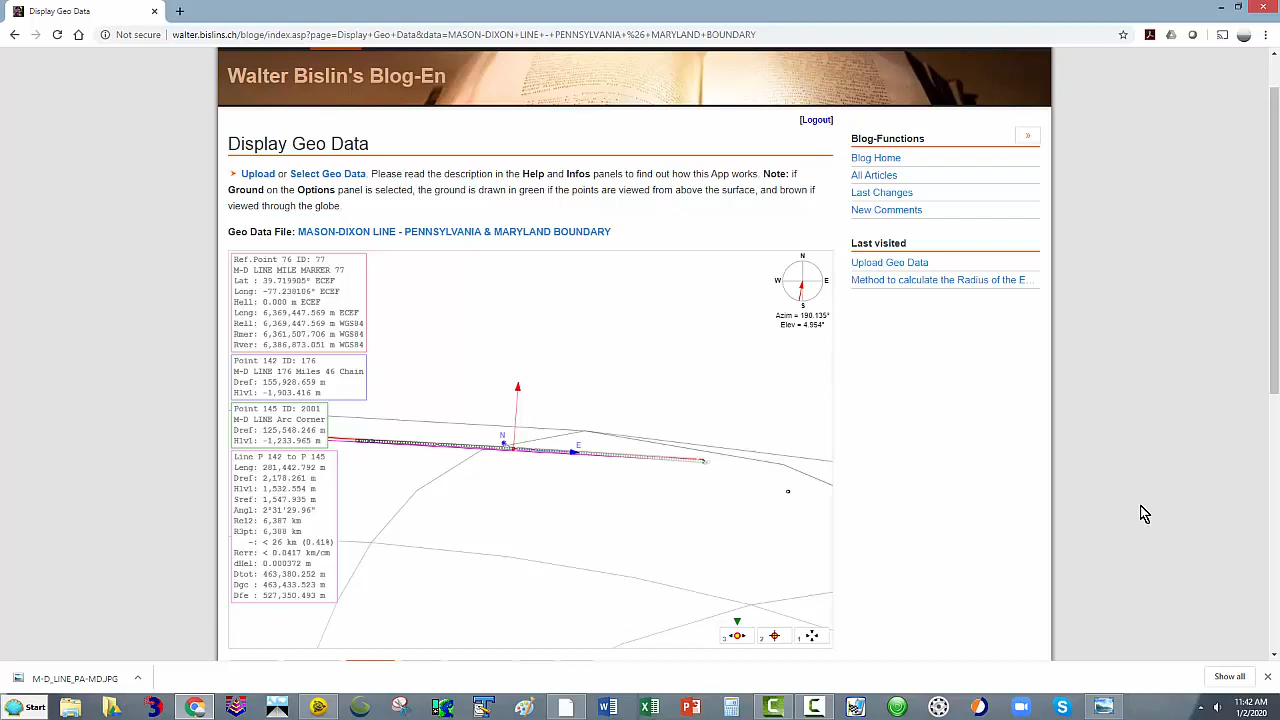 Display Geo Data
Not secure
walter.bislins.ch/bloge/index.asp?page=Display+Geo+Data&data=MASON-DIXON+LINE+-+PENNSYLVANIA+%26+MARYLAND+BOUNDARY
Walter Bislin's Blog-En
[Logout]
Display Geo Data
Upload or Select Geo Data. Please read the description in the Help and Infos panels to find out how this App works. Note: if
Ground on the Options panel is selected, the ground is drawn in green if the points are viewed from above the surface, and brown if
viewed through the globe.
Geo Data File: MASON-DIXON LINE - PENNSYLVANIA & MARYLAND BOUNDARY
Ref.Point 76 ID: 77
M-D LINE MILE MARKER 77
Lat : 39.719905° ECEF
Long: -77.238106° ECEF
Hell: 0.000 m ECEF
Leng: 6,369,447.569 m ECEF
Rell: 6,369,447.569 m WGS84
Rmer: 6,361,507.706 m WGS84
Rver: 6,386,873.051 m WGS84
Point 142 ID: 176
M-D LINE 176 Miles 46 Chain
Dref: 155,928.659 m
Hlvl: -1,903.416 m
Point 145 ID: 2001
M-D LINE Arc Corner
Dref: 125,548.246 m
Hlvl: -1,233.965 m
Line P 142 to P 145
Leng: 281,442.792 m
Dref: 2,178.261 m
Hlvl: 1,532.554 m
Sref: 1,547.935 m
Angl: 2°31'29.96"
Rel2: 6,387 km
R3pt: 6,388 km
-: < 26 km (0.41%)
Rerr: < 0.0417 km/cm
dHel: 0.000372 m
Dtot: 463,380.252 m
Dgc : 463,433.523 m
Dfe : 527,350.493 m
N
E
N
W
E
S
Azim = 190.135°
Elev = 4.954°
3
2
1
Blog-Functions
»
Blog Home
All Articles
Last Changes
New Comments
Last visited
Upload Geo Data
Method to calculate the Radius of the E...
M-D_LINE_PA-MD.JPG
Show all
Start
11:42 AM
1/2/2020